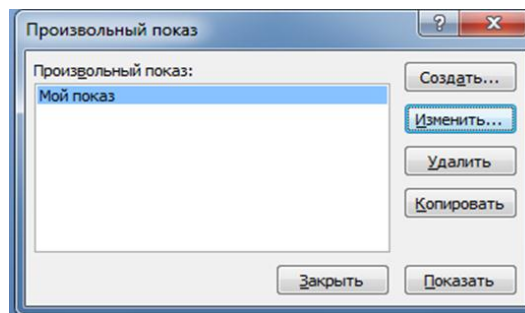 Произвольный показ
Произвольный показ:
Мой показ
Создать...
Изменить...
Удалить
Копировать
Закрыть
Показать